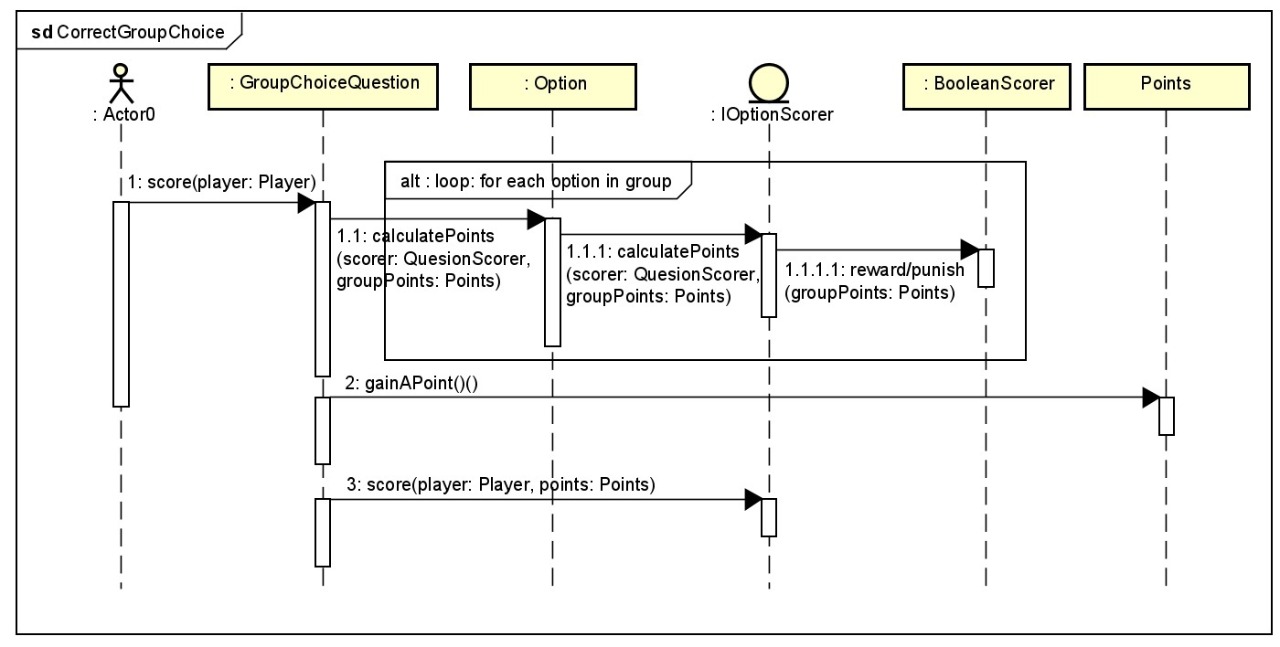 sd CorrectGroupChoice
: Actor0
: GroupChoiceQuestion
: Option
: IOptionScorer
: BooleanScorer
Points
1: score(player: Player)
alt : loop: for each option in group
1.1: calculatePoints
(scorer: QuesionScorer,
groupPoints: Points)
1.1.1: calculatePoints
(scorer: QuesionScorer,
groupPoints: Points)
1.1.1.1: reward/punish
(groupPoints: Points)
2: gainAPoint()()
3: score(player: Player, points: Points)